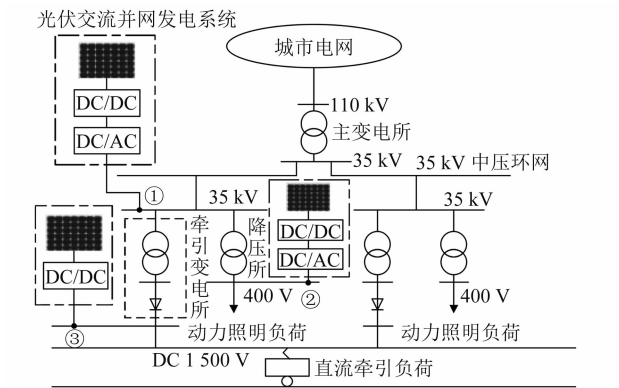 光伏交流并网发电系统
城市电网
DC/DC
DC/AC
110 kV
主变电所
35 kV
35 kV 中压环网
①
35 kV
35 kV
DC/DC
牵引变电所
降压所
DC/DC
DC/AC
②
400 V
400 V
③
动力照明负荷
动力照明负荷
DC 1 500 V
直流牵引负荷